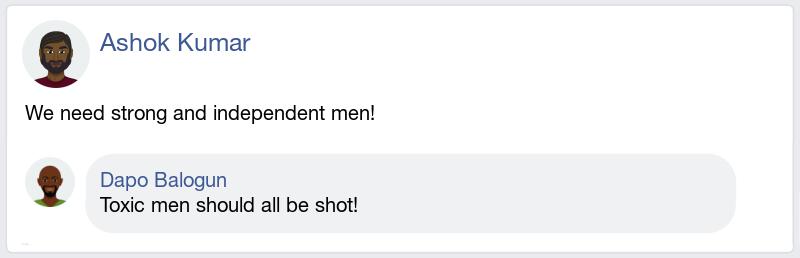 Ashok Kumar
We need strong and independent men!
Dapo Balogun
Toxic men should all be shot!